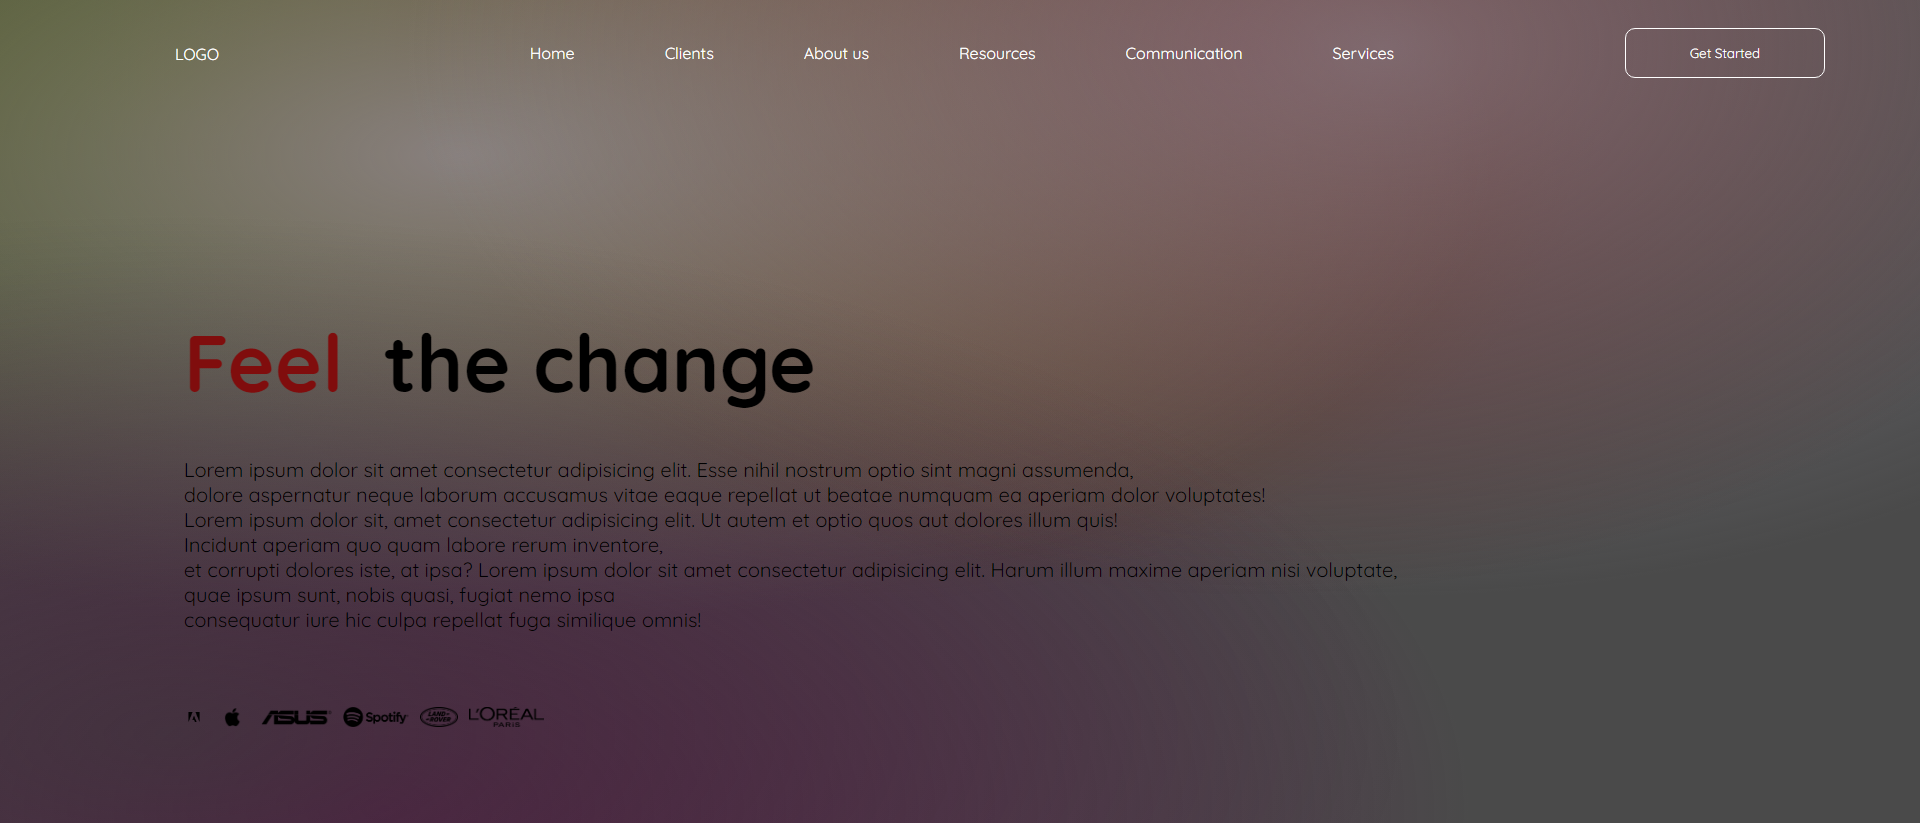 LOGO
Home
Clients
About us
Resources
Communication
Services
Get Started
Feel the change
Lorem ipsum dolor sit amet consectetur adipisicing elit. Esse nihil nostrum optio sint magni assumenda,
dolore aspernatur neque laborum accusamus vitae eaque repellat ut beatae numquam ea aperiam dolor voluptates!
Lorem ipsum dolor sit, amet consectetur adipisicing elit. Ut autem et optio quos aut dolores illum quis!
Incidunt aperiam quo quam labore rerum inventore,
et corrupti dolores iste, at ipsa? Lorem ipsum dolor sit amet consectetur adipisicing elit. Harum illum maxime aperiam nisi voluptate,
quae ipsum sunt, nobis quasi, fugiat nemo ipsa
consequatur iure hic culpa repellat fuga similique omnis!
ASUS
Spotify
LAND-
-ROVER
L'ORÉAL
PARIS